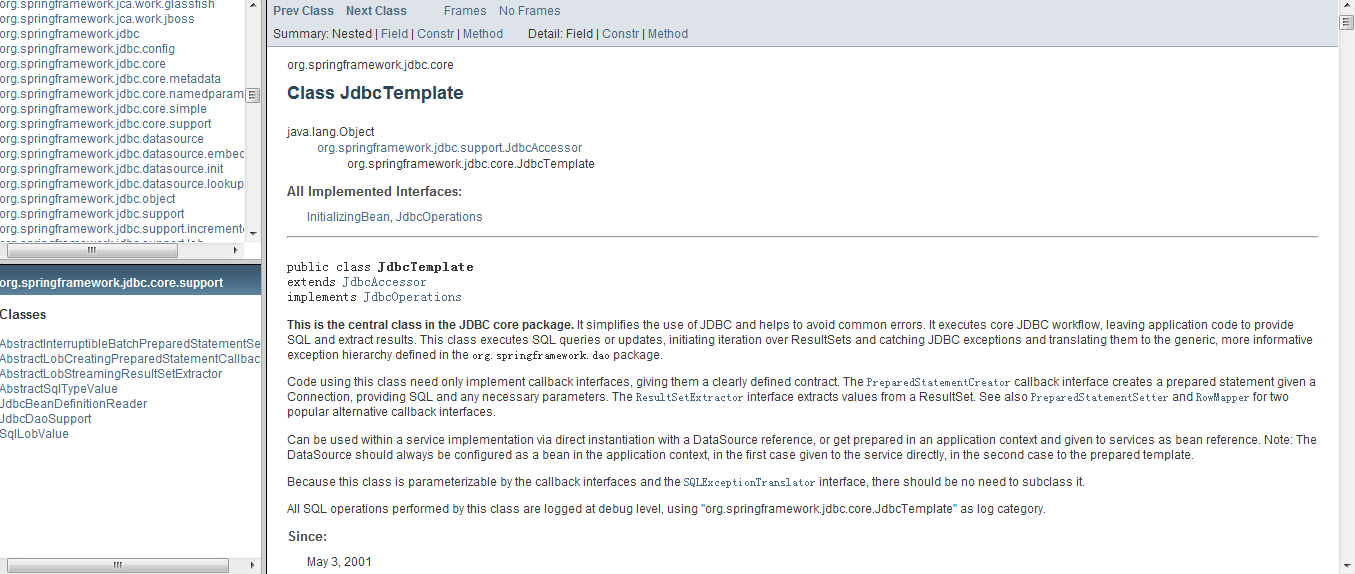 org.springframework.jca.work.glassfish
org.springframework.jca.work.jboss
org.springframework.jdbc
org.springframework.jdbc.config
org.springframework.jdbc.core
org.springframework.jdbc.core.metadata
org.springframework.jdbc.core.namedparam
org.springframework.jdbc.core.simple
org.springframework.jdbc.core.support
org.springframework.jdbc.datasource
org.springframework.jdbc.datasource.embec
org.springframework.jdbc.datasource.init
org.springframework.jdbc.datasource.lookup
org.springframework.jdbc.object
org.springframework.jdbc.support
org.springframework.jdbc.support.incremente
org.springframework.jdbc.support.lob
org.springframework.jdbc.core.support
Classes
AbstractInterruptibleBatchPreparedStatementSe
AbstractLobCreatingPreparedStatementCallbac
AbstractLobStreamingResultSetExtractor
AbstractSqlTypeValue
JdbcBeanDefinitionReader
JdbcDaoSupport
SqlLobValue
Prev Class Next Class Frames No Frames
Summary: Nested | Field | Constr | Method Detail: Field | Constr | Method
org.springframework.jdbc.core
Class JdbcTemplate
java.lang.Object
org.springframework.jdbc.support.JdbcAccessor
org.springframework.jdbc.core.JdbcTemplate
All Implemented Interfaces:
InitializingBean, JdbcOperations
public class JdbcTemplate
extends JdbcAccessor
implements JdbcOperations
This is the central class in the JDBC core package. It simplifies the use of JDBC and helps to avoid common errors. It executes core JDBC workflow, leaving application code to provide
SQL and extract results. This class executes SQL queries or updates, initiating iteration over ResultSets and catching JDBC exceptions and translating them to the generic, more informative
exception hierarchy defined in the org.springframework.dao package.
Code using this class need only implement callback interfaces, giving them a clearly defined contract. The PreparedStatementCreator callback interface creates a prepared statement given a
Connection, providing SQL and any necessary parameters. The ResultSetExtractor interface extracts values from a ResultSet. See also PreparedStatementSetter and RowMapper for two
popular alternative callback interfaces.
Can be used within a service implementation via direct instantiation with a DataSource reference, or get prepared in an application context and given to services as bean reference. Note: The
DataSource should always be configured as a bean in the application context, in the first case given to the service directly, in the second case to the prepared template.
Because this class is parameterizable by the callback interfaces and the SQLExceptionTranslator interface, there should be no need to subclass it.
All SQL operations performed by this class are logged at debug level, using "org.springframework.jdbc.core.JdbcTemplate" as log category.
Since:
May 3, 2001